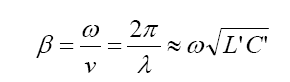 β = ω/v = 2π/λ ≈ ω√L'C'